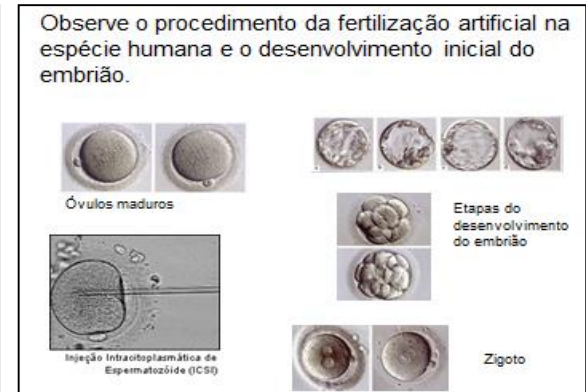 Observe o procedimento da fertilização artificial na
espécie humana e o desenvolvimento inicial do
embrião.
Óvulos maduros
Etapas do
desenvolvimento
do embrião
Injeção Intracitoplasmática de
Espermatozóide (ICSI)
Zigoto